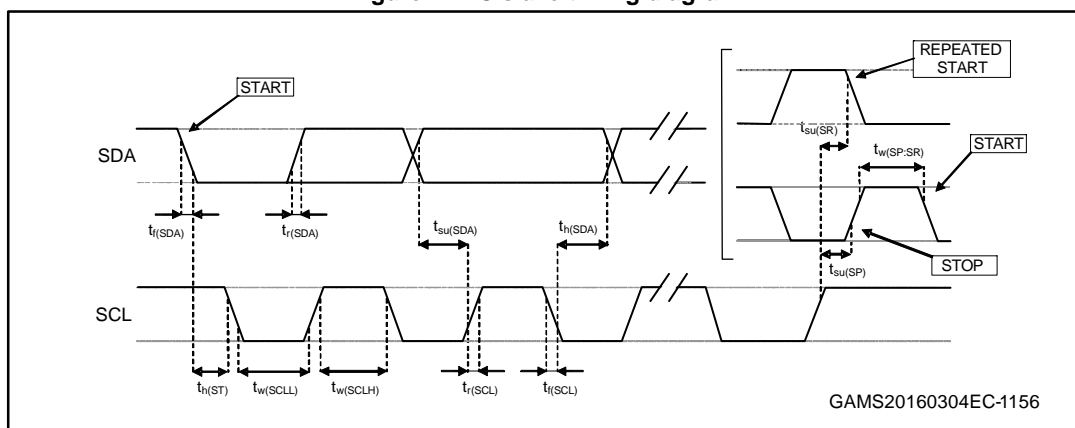 REPEATED
START
START
t_su(SR)
t_w(SP:SR)
START
SDA
t_f(SDA)
t_r(SDA)
t_su(SDA)
t_h(SDA)
t_su(SP)
STOP
SCL
t_h(ST)
t_w(SCLL)
t_w(SCLH)
t_r(SCL)
t_f(SCL)
GAMS20160304EC-1156